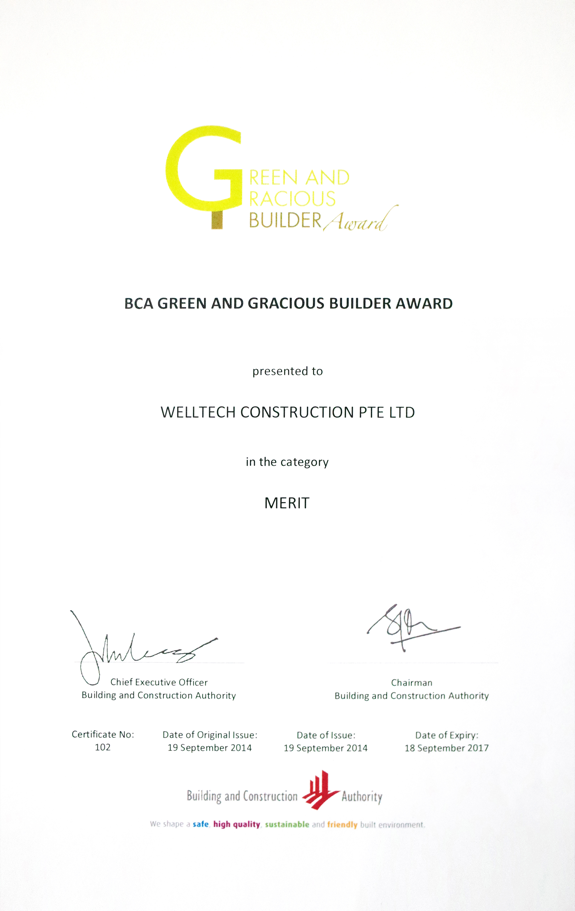 GREEN AND
GRACIOUS
BUILDER Award
BCA GREEN AND GRACIOUS BUILDER AWARD
presented to
WELLTECH CONSTRUCTION PTE LTD
in the category
MERIT
Chief Executive Officer
Building and Construction Authority
Chairman
Building and Construction Authority
Certificate No:
102
Date of Original Issue:
19 September 2014
Date of Issue:
19 September 2014
Date of Expiry:
18 September 2017
Building and Construction Authority
We shape a safe, high quality, sustainable and friendly built environment.